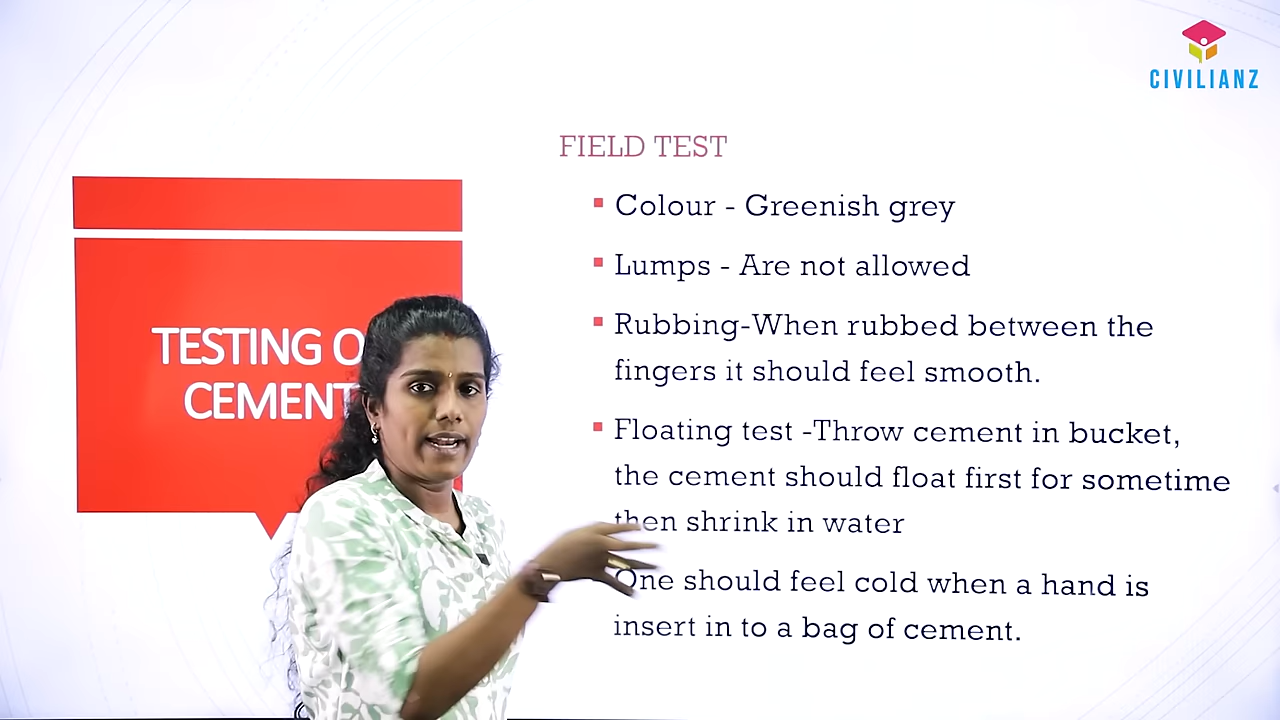 CIVILIANZ
FIELD TEST
Colour - Greenish grey
Lumps - Are not allowed
Rubbing-When rubbed between the
fingers it should feel smooth.
Floating test -Throw cement in bucket,
the cement should float first for sometime
then shrink in water
One should feel cold when a hand is
insert in to a bag of cement.
TESTING O
CEMENT